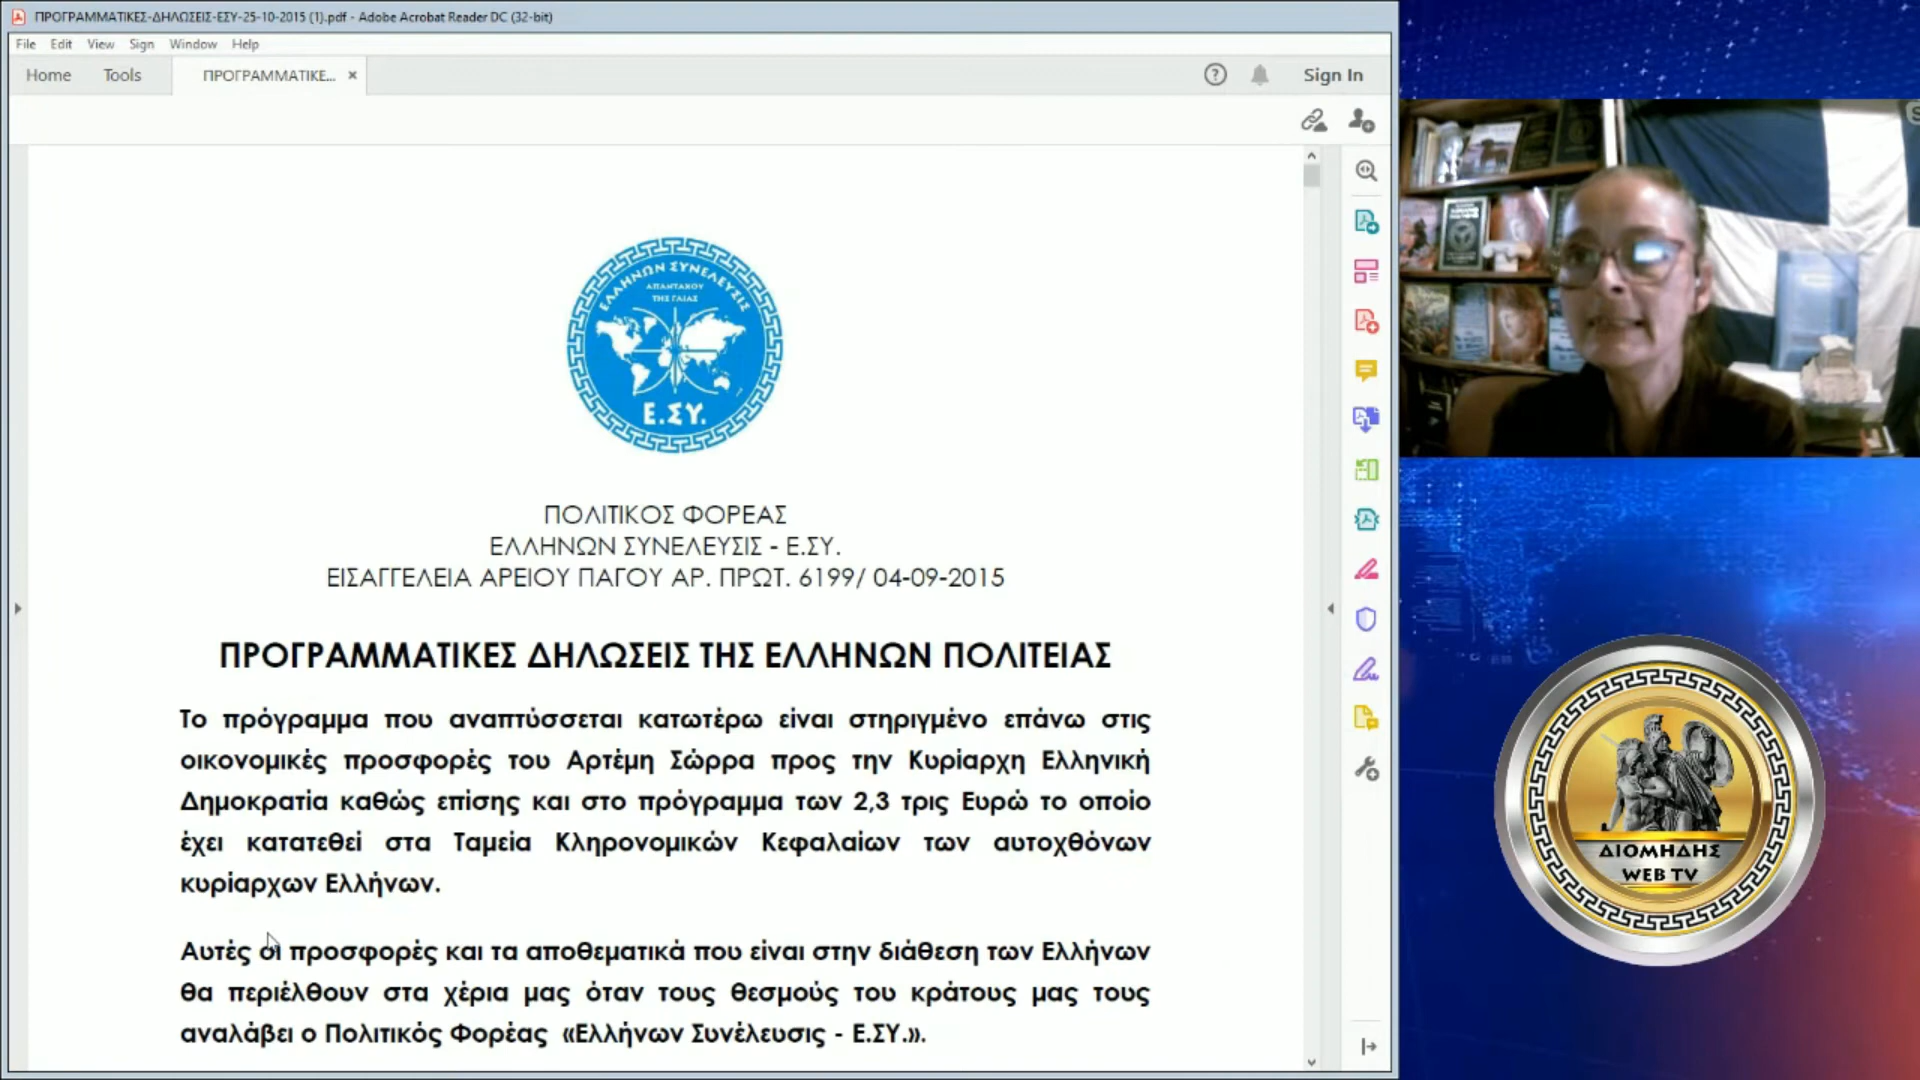 ΠΡΟΓΡΑΜΜΑΤΙΚΕΣ-ΔΗΛΩΣΕΙΣ-ΕΣΥ-25-10-2015 (1).pdf - Adobe Acrobat Reader DC (32-bit)
File Edit View Sign Window Help
Home Tools ΠΡΟΓΡΑΜΜΑΤΙΚΕ... × Sign In
ΕΛΛΗΝΩΝ ΣΥΝΕΛΕΥΣΙΣ
ΑΠΑΝΤΑΧΟΥ
ΤΗΣ ΓΑΙΑΣ
Ε.ΣΥ.
ΠΟΛΙΤΙΚΟΣ ΦΟΡΕΑΣ
ΕΛΛΗΝΩΝ ΣΥΝΕΛΕΥΣΙΣ - Ε.ΣΥ.
ΕΙΣΑΓΓΕΛΕΙΑ ΑΡΕΙΟΥ ΠΑΓΟΥ ΑΡ. ΠΡΩΤ. 6199/ 04-09-2015
ΠΡΟΓΡΑΜΜΑΤΙΚΕΣ ΔΗΛΩΣΕΙΣ ΤΗΣ ΕΛΛΗΝΩΝ ΠΟΛΙΤΕΙΑΣ
Το πρόγραμμα που αναπτύσσεται κατωτέρω είναι στηριγμένο επάνω στις
οικονομικές προσφορές του Αρτέμη Σώρρα προς την Κυρίαρχη Ελληνική
Δημοκρατία καθώς επίσης και στο πρόγραμμα των 2,3 τρις Ευρώ το οποίο
έχει κατατεθεί στα Ταμεία Κληρονομικών Κεφαλαίων των αυτοχθόνων
κυρίαρχων Ελλήνων.
Αυτές οι προσφορές και τα αποθεματικά που είναι στην διάθεση των Ελλήνων
θα περιέλθουν στα χέρια μας όταν τους θεσμούς του κράτους μας τους
αναλάβει ο Πολιτικός Φορέας «Ελλήνων Συνέλευσις - Ε.ΣΥ.».
ΔΙΟΜΗΔΗΣ
WEB TV